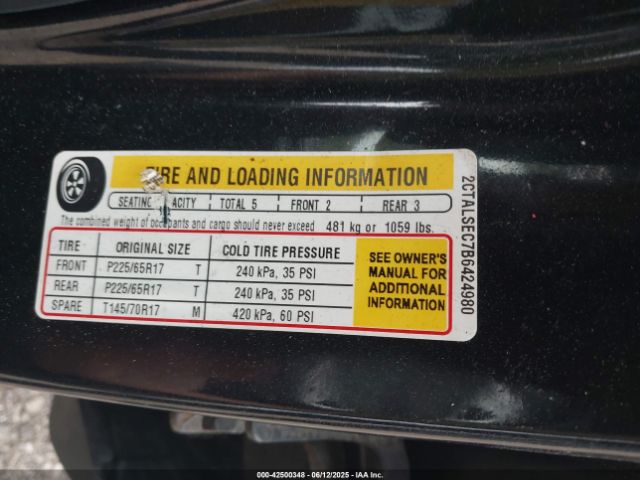 TIRE AND LOADING INFORMATION
SEATING CAPACITY TOTAL 5 FRONT 2 REAR 3
The combined weight of occupants and cargo should never exceed 481 kg or 1059 lbs.
TIRE ORIGINAL SIZE COLD TIRE PRESSURE
FRONT P225/65R17 T 240 kPa, 35 PSI
REAR P225/65R17 T 240 kPa, 35 PSI
SPARE T145/70R17 M 420 kPa, 60 PSI
SEE OWNER'S
MANUAL FOR
ADDITIONAL
INFORMATION
2CTALSEC7B6424980
000-42500348 - 06/12/2025 - IAA Inc.